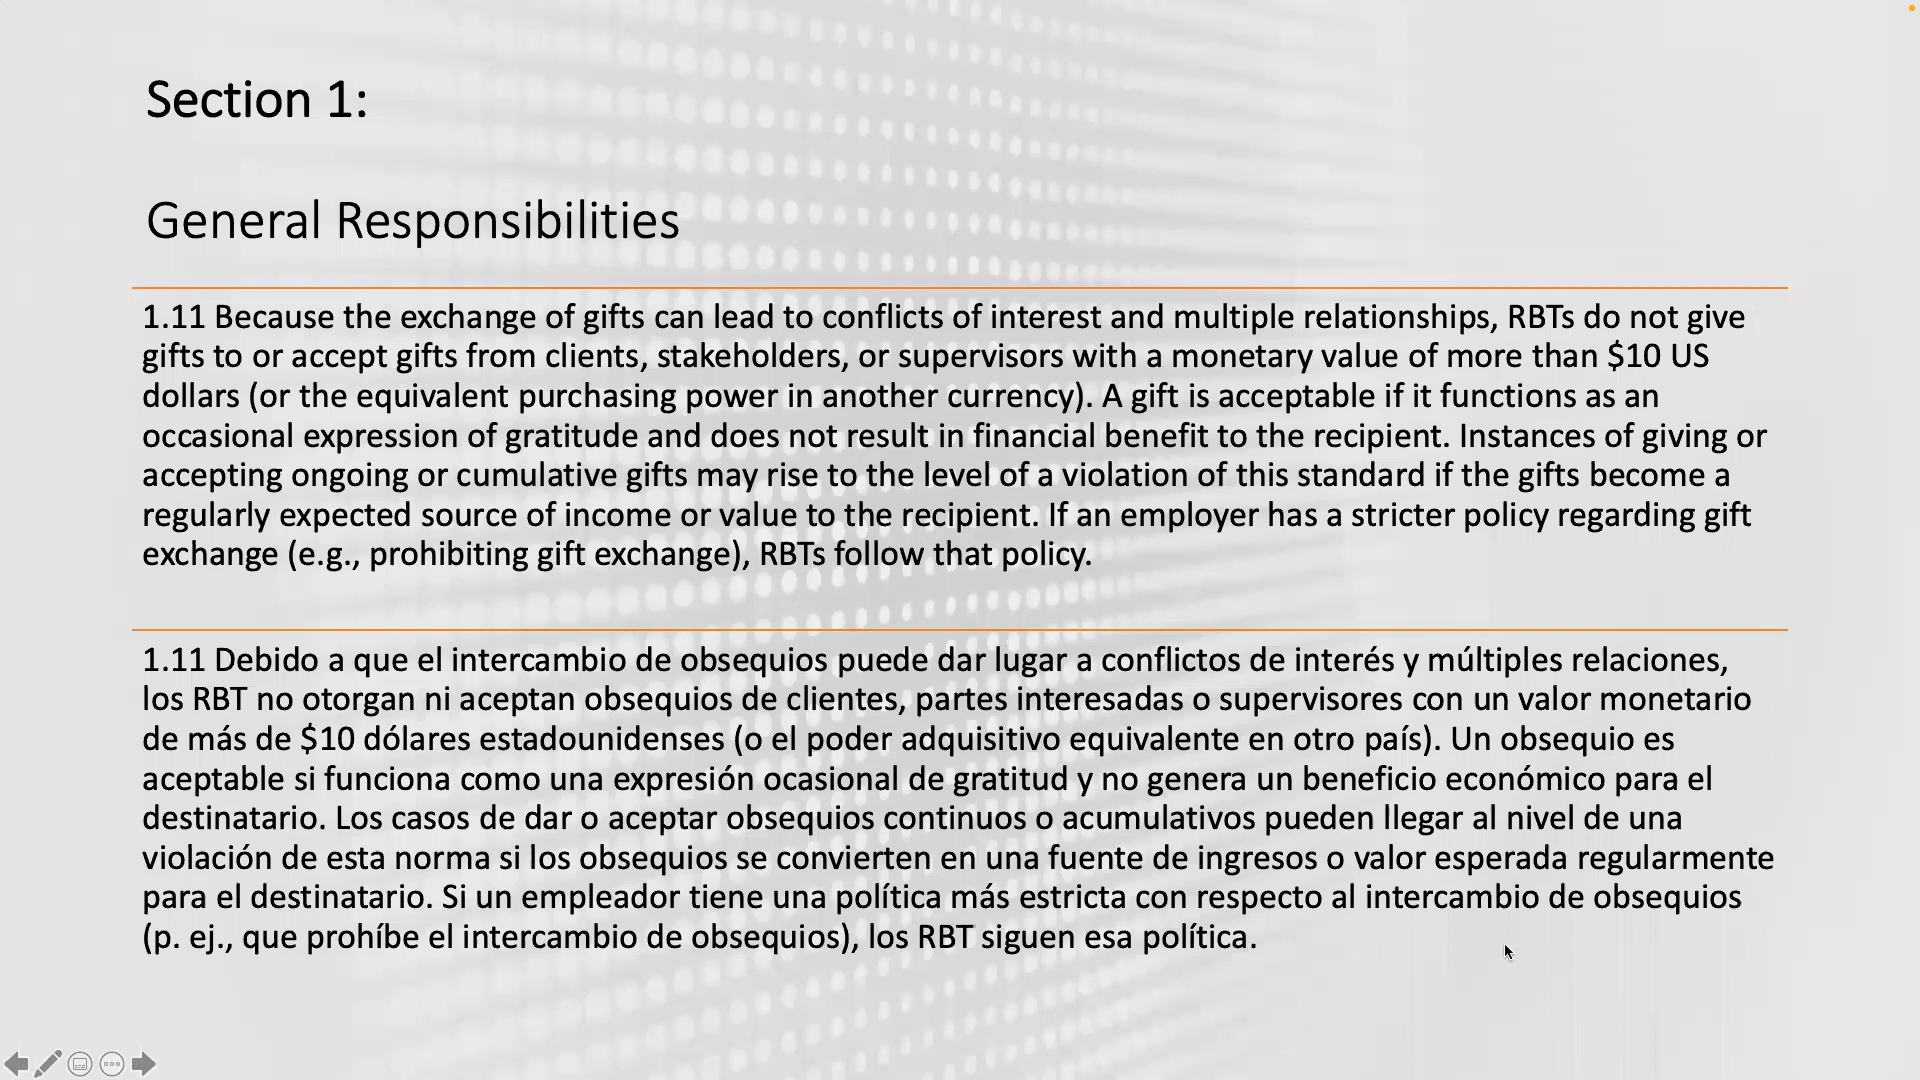 Section 1:
General Responsibilities
1.11 Because the exchange of gifts can lead to conflicts of interest and multiple relationships, RBTs do not give
gifts to or accept gifts from clients, stakeholders, or supervisors with a monetary value of more than $10 US
dollars (or the equivalent purchasing power in another currency). A gift is acceptable if it functions as an
occasional expression of gratitude and does not result in financial benefit to the recipient. Instances of giving or
accepting ongoing or cumulative gifts may rise to the level of a violation of this standard if the gifts become a
regularly expected source of income or value to the recipient. If an employer has a stricter policy regarding gift
exchange (e.g., prohibiting gift exchange), RBTs follow that policy.
1.11 Debido a que el intercambio de obsequios puede dar lugar a conflictos de interés y múltiples relaciones,
los RBT no otorgan ni aceptan obsequios de clientes, partes interesadas o supervisores con un valor monetario
de más de $10 dólares estadounidenses (o el poder adquisitivo equivalente en otro país). Un obsequio es
aceptable si funciona como una expresión ocasional de gratitud y no genera un beneficio económico para el
destinatario. Los casos de dar o aceptar obsequios continuos o acumulativos pueden llegar al nivel de una
violación de esta norma si los obsequios se convierten en una fuente de ingresos o valor esperada regularmente
para el destinatario. Si un empleador tiene una política más estricta con respecto al intercambio de obsequios
(p. ej., que prohíbe el intercambio de obsequios), los RBT siguen esa política.